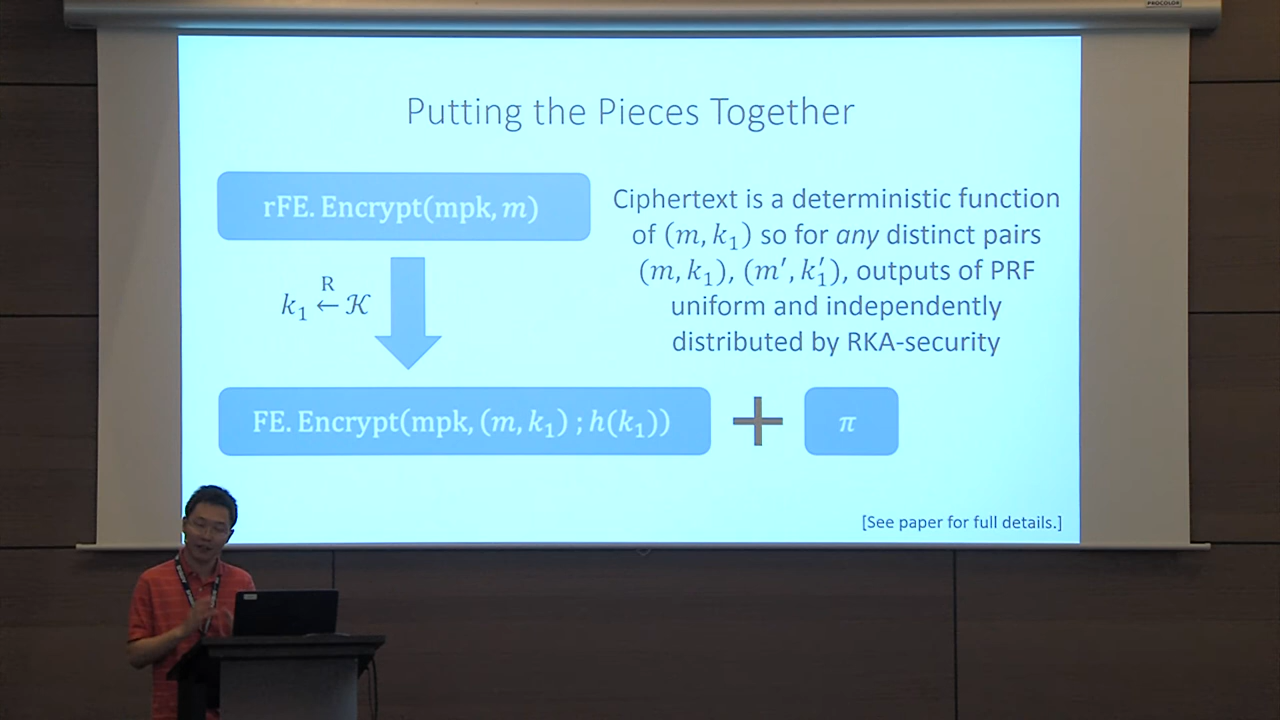 PROCOLOR
Putting the Pieces Together
rFE. Encrypt(mpk, m)
Ciphertext is a deterministic function
of (m, k₁) so for any distinct pairs
(m, k₁), (m′, k₁′), outputs of PRF
uniform and independently
distributed by RKA-security
R
k₁ ← 𝒦
FE. Encrypt(mpk, (m, k₁) ; h(k₁))
+
π
[See paper for full details.]